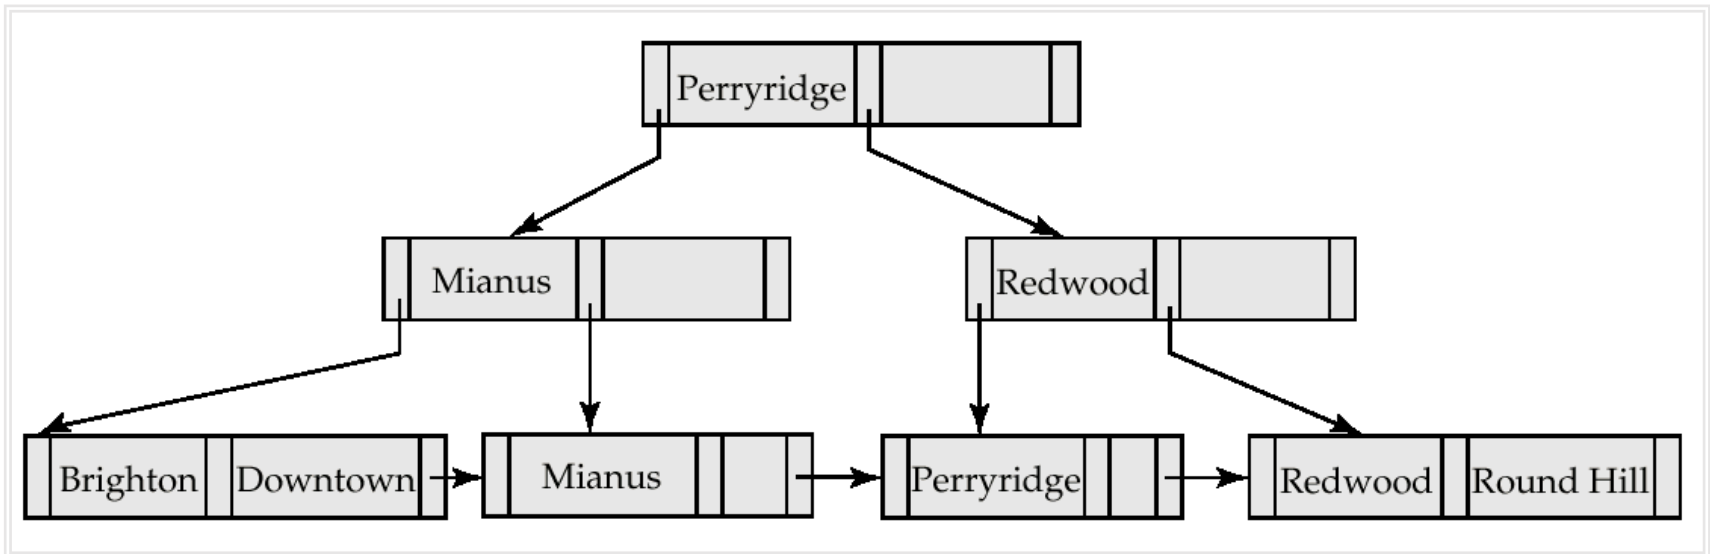 Perryridge
Mianus
Redwood
Brighton Downtown
Mianus
Perryridge
Redwood Round Hill